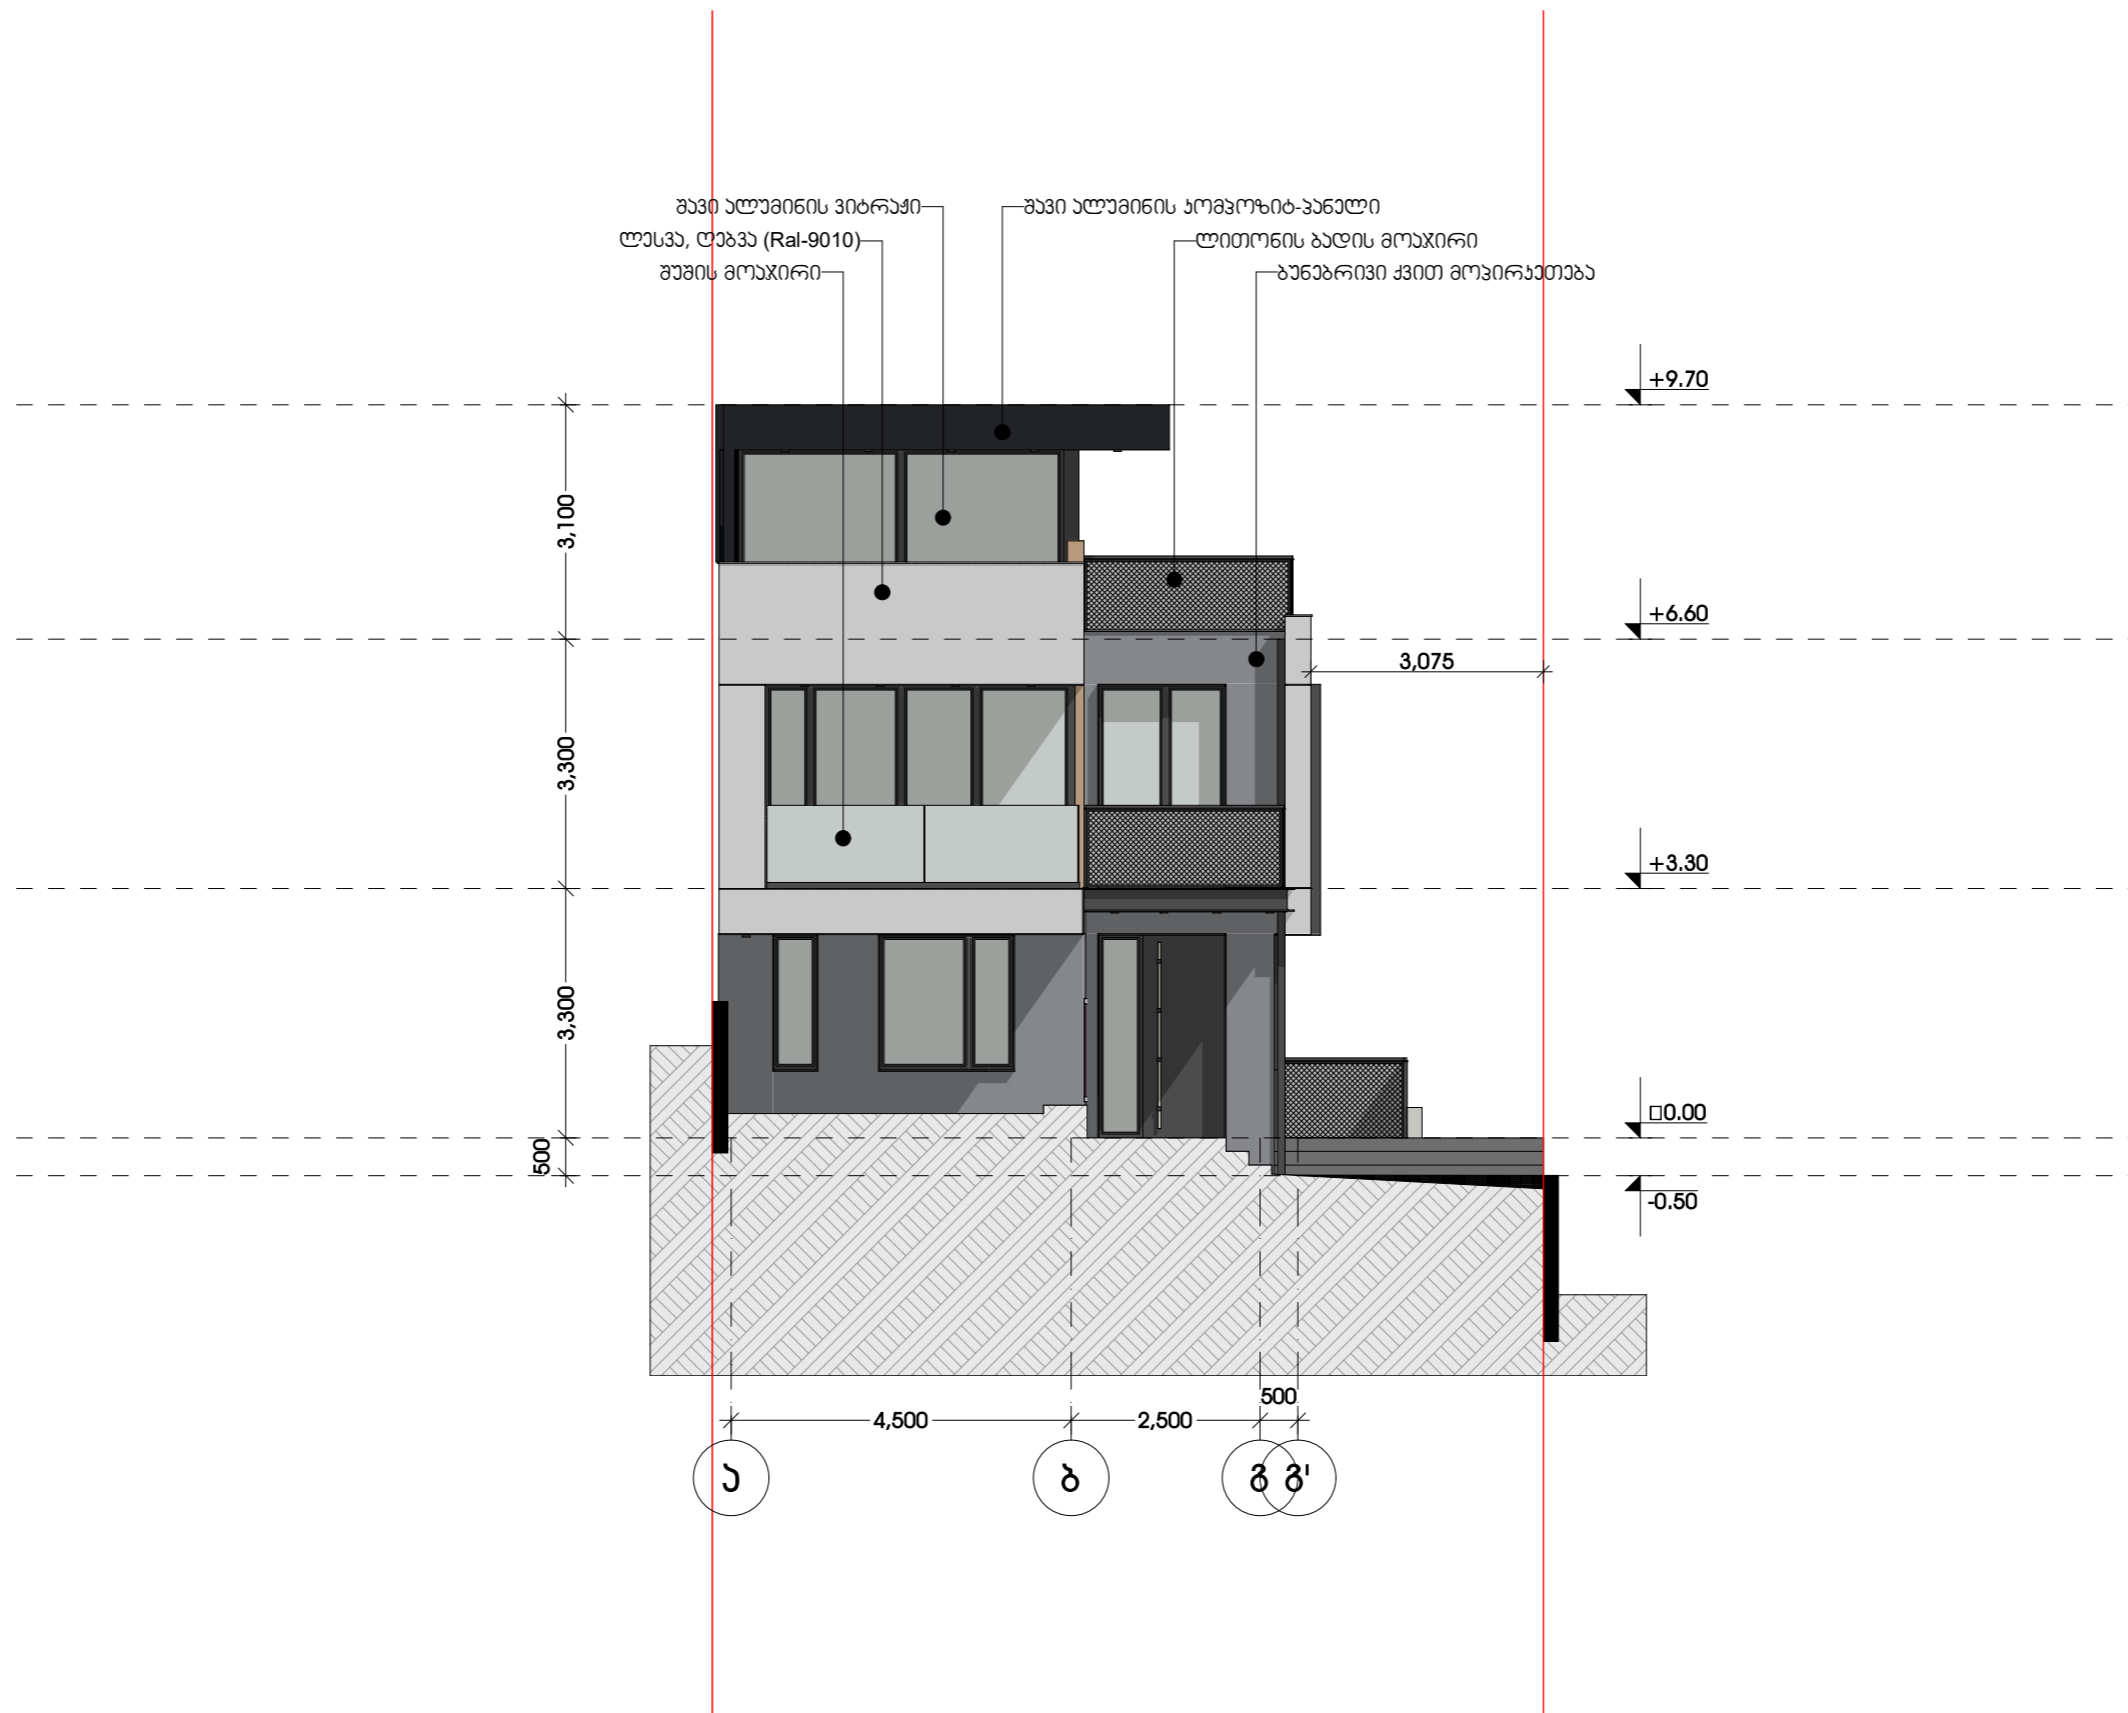 შავი ალუმინის ვიტრაჟი
შავი ალუმინის კომპოზიტ-პანელი
ლესვა, ღებვა (Ral-9010)
ლითონის ბადის მოაჯირი
შუშის მოაჯირი
ბუნებრივი ქვით მოპირკეთება
+9.70
3,100
+6.60
3,075
3,300
+3.30
3,300
□0.00
500
-0.50
500
4,500
2,500
ა
ბ
გ
გ'